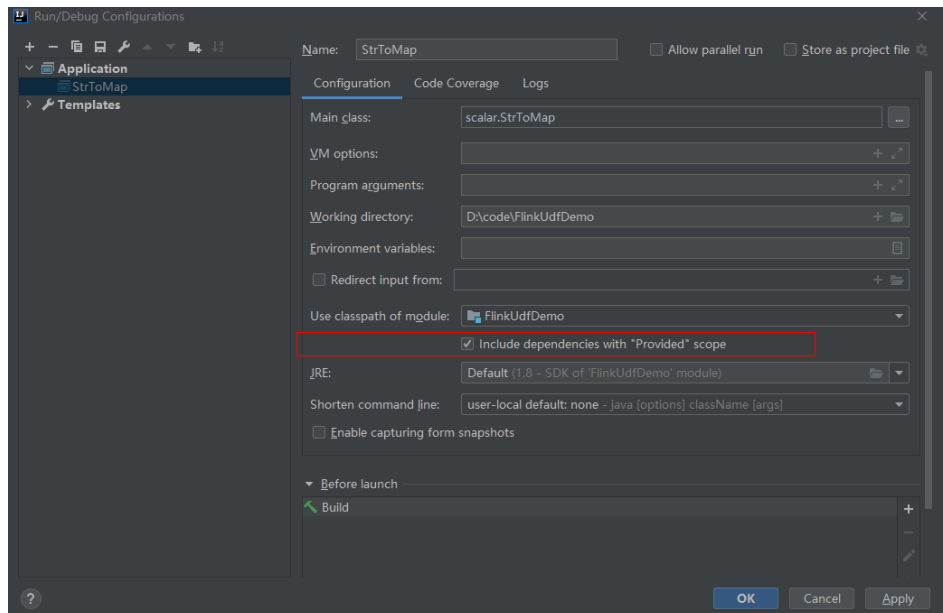 Run/Debug Configurations
Application
StrToMap
Templates
Name: StrToMap Allow parallel run Store as project file
Configuration Code Coverage Logs
Main class: scalar.StrToMap ...
VM options:
Program arguments:
Working directory: D:\code\FlinkUdfDemo
Environment variables:
Redirect input from:
Use classpath of module: FlinkUdfDemo
Include dependencies with "Provided" scope
JRE: Default (1.8 - SDK of 'FlinkUdfDemo' module)
Shorten command line: user-local default: none - java [options] className [args]
Enable capturing form snapshots
Before launch
Build
? OK Cancel Apply